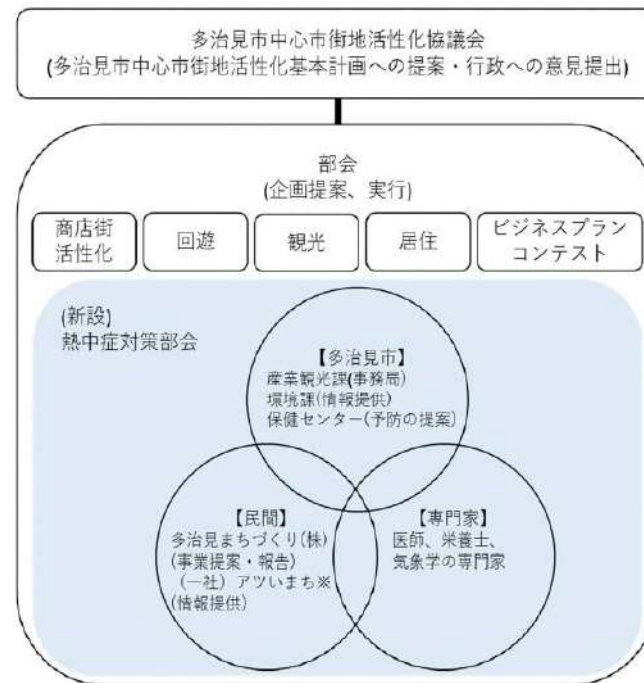 多治見市中心市街地活性化協議会
(多治見市中心市街地活性化基本計画への提案・行政への意見提出)
部会
(企画提案、実行)
商店街
活性化
回遊
観光
居住
ビジネスプラン
コンテスト
(新設)
熱中症対策部会
【多治見市】
産業観光課(事務局)
環境課(情報提供)
保健センター(予防の提案)
【民間】
多治見まちづくり(株)
(事業提案・報告)
(一社)アツいまち※
(情報提供)
【専門家】
医師、栄養士、
気象学の専門家